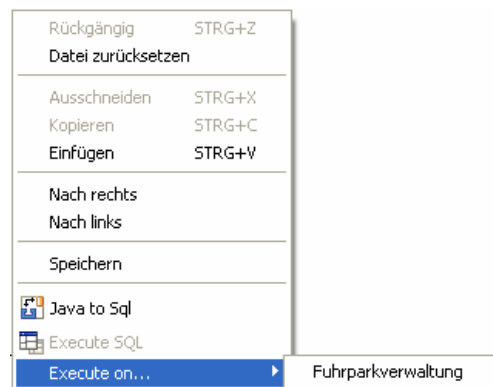 Rückgängig STRG+Z
Datei zurücksetzen
Ausschneiden STRG+X
Kopieren STRG+C
Einfügen STRG+V
Nach rechts
Nach links
Speichern
Java to Sql
Execute SQL
Execute on... Fuhrparkverwaltung